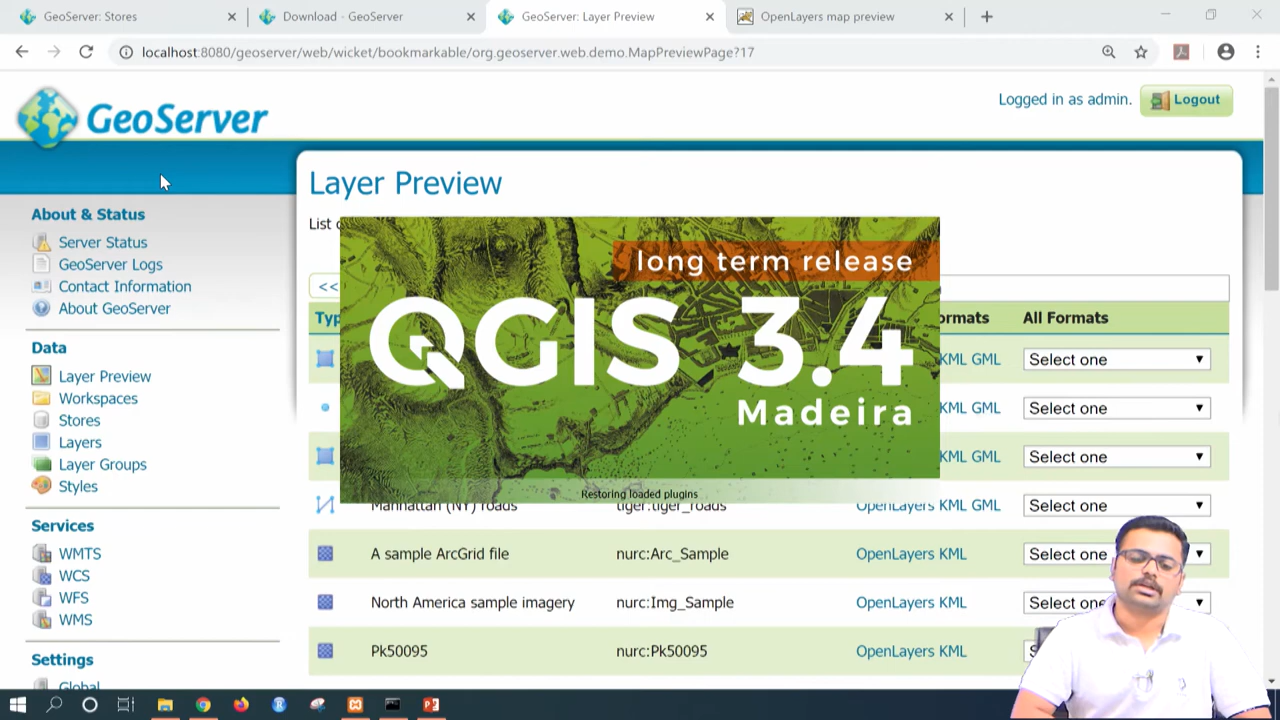 GeoServer: Stores
Download - GeoServer
GeoServer: Layer Preview
OpenLayers map preview
localhost:8080/geoserver/web/wicket/bookmarkable/org.geoserver.web.demo.MapPreviewPage?17
GeoServer
Logged in as admin.
Logout
About & Status
Server Status
GeoServer Logs
Contact Information
About GeoServer
Data
Layer Preview
Workspaces
Stores
Layers
Layer Groups
Styles
Services
WMTS
WCS
WFS
WMS
Settings
Global
Layer Preview
List
<<
long term release
QGIS 3.4
Madeira
Restoring loaded plugins
All Formats
KML GML Select one
KML GML Select one
KML GML Select one
Manhattan (NY) roads tiger:tiger_roads OpenLayers KML GML Select one
A sample ArcGrid file nurc:Arc_Sample OpenLayers KML Select one
North America sample imagery nurc:Img_Sample OpenLayers KML Select one
Pk50095 nurc:Pk50095 OpenLayers KML